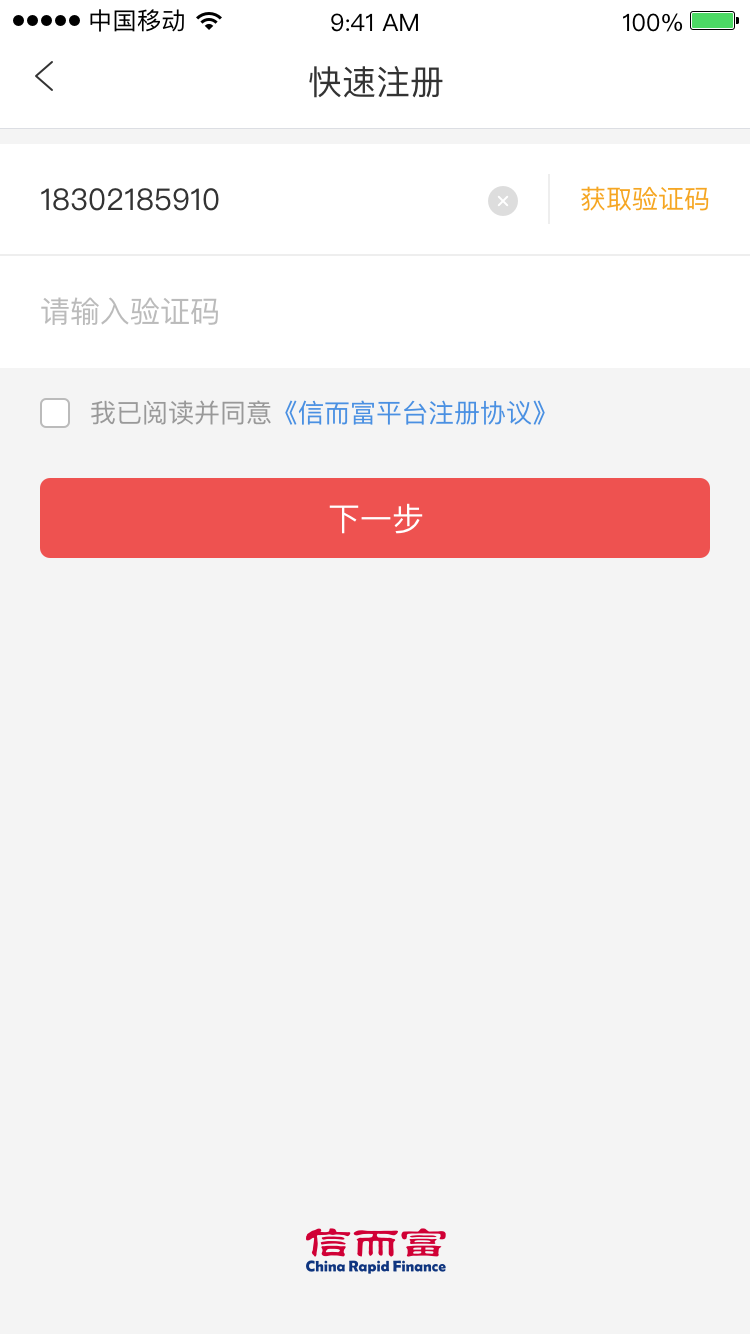 中国移动 9:41 AM 100%
快速注册
18302185910 获取验证码
请输入验证码
我已阅读并同意《信而富平台注册协议》
下一步
信而富
China Rapid Finance